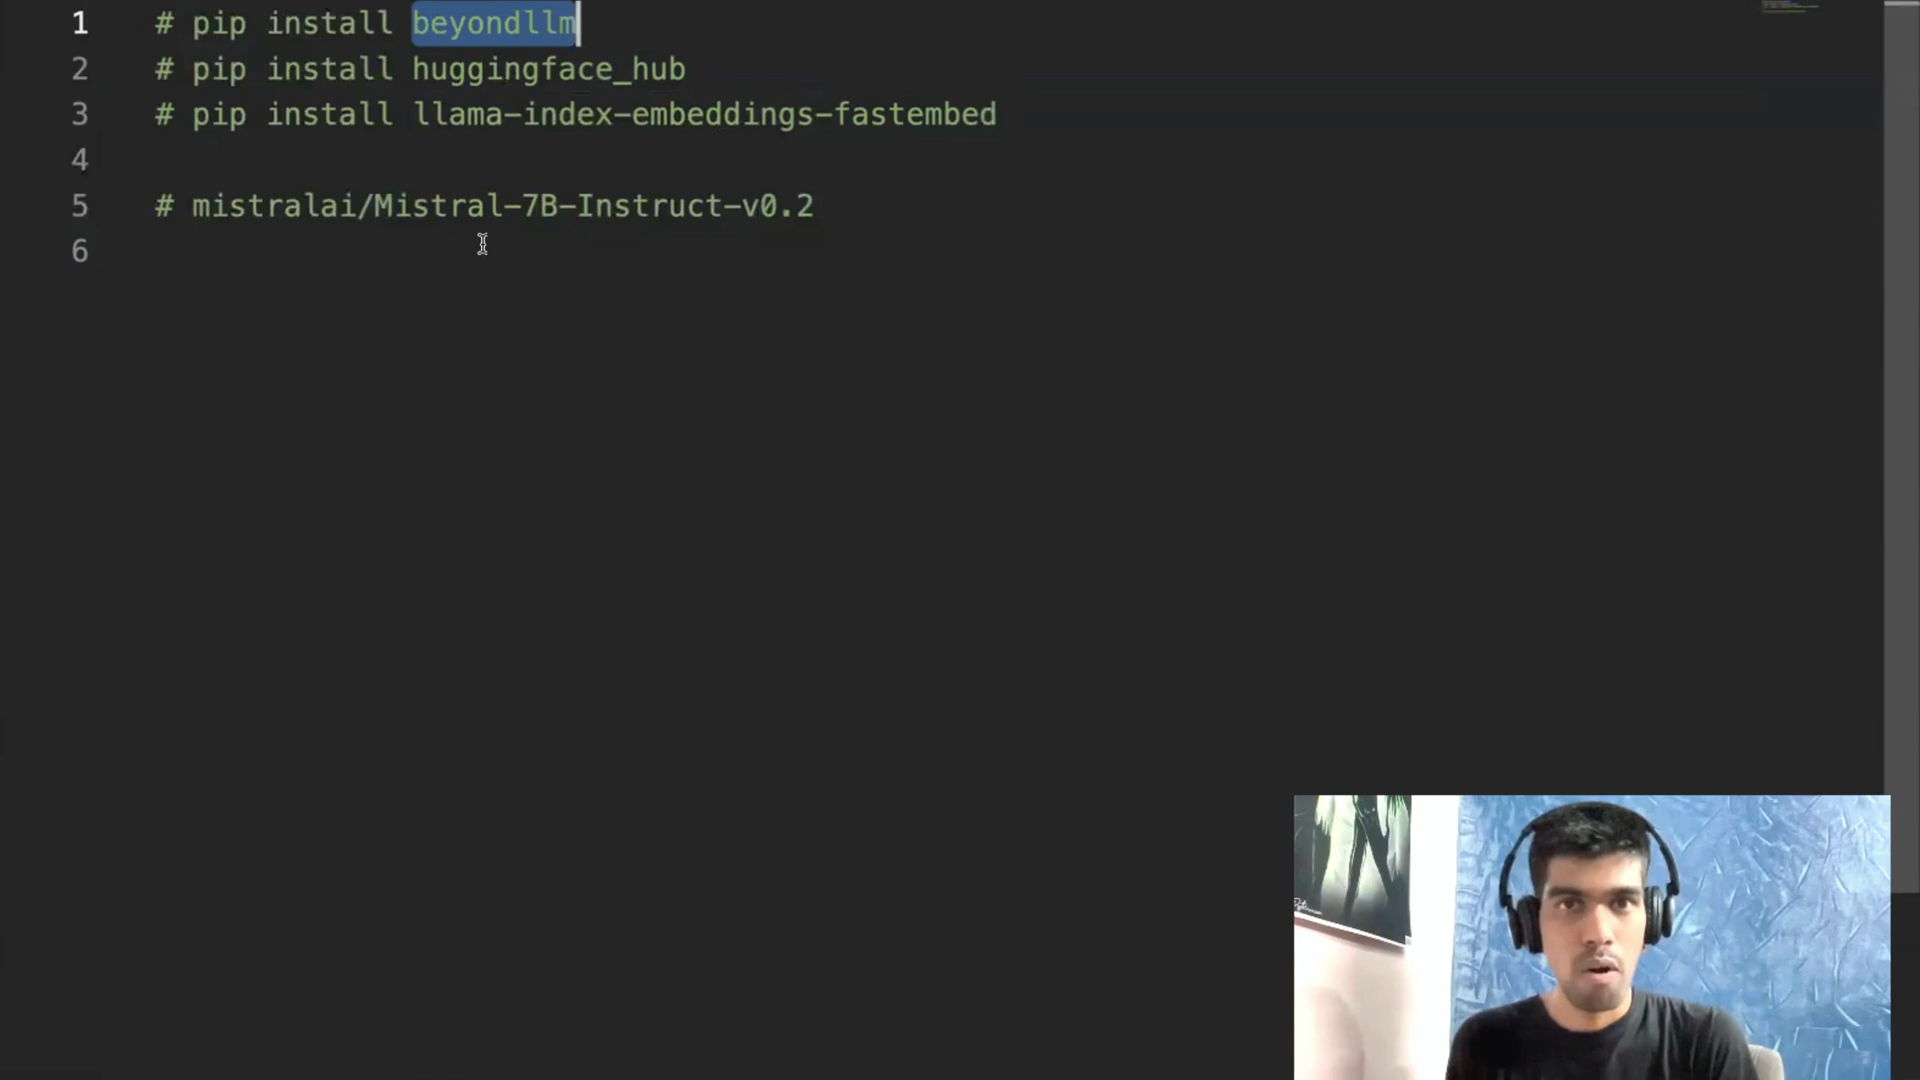 1 # pip install beyondllm
2 # pip install huggingface_hub
3 # pip install llama-index-embeddings-fastembed
4
5 # mistralai/Mistral-7B-Instruct-v0.2
6